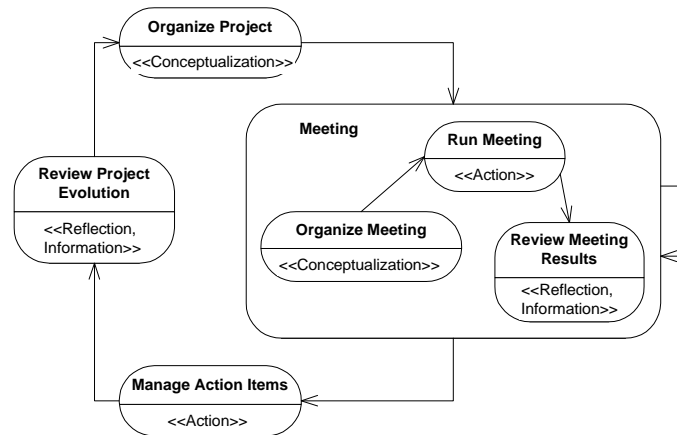 Organize Project
<<Conceptualization>>
Meeting
Run Meeting
<<Action>>
Review Project
Evolution
<<Reflection,
Information>>
Organize Meeting
<<Conceptualization>>
Review Meeting
Results
<<Reflection,
Information>>
Manage Action Items
<<Action>>